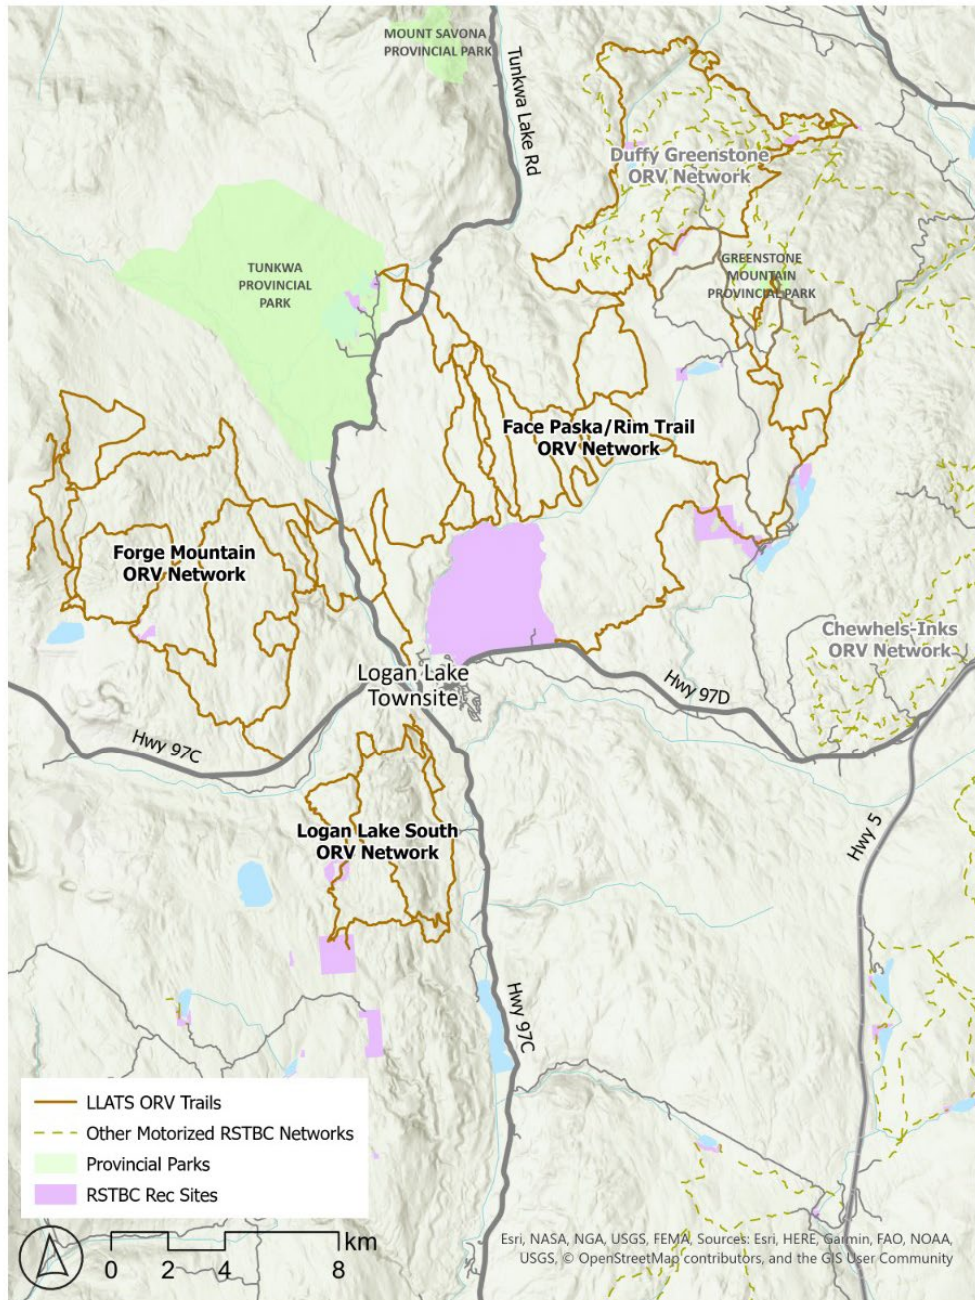 MOUNT SAVONA
PROVINCIAL PARK
Tunkwa Lake Rd
Duffy Greenstone
ORV Network
TUNKWA
PROVINCIAL
PARK
GREENSTONE
MOUNTAIN
PROVINCIAL PARK
Face Paska/Rim Trail
ORV Network
Forge Mountain
ORV Network
Chewhels-Inks
ORV Network
Logan Lake
Townsite
Hwy 97D
Hwy 97C
Logan Lake South
ORV Network
Hwy 5
Hwy 97C
LLATS ORV Trails
Other Motorized RSTBC Networks
Provincial Parks
RSTBC Rec Sites
km
0 2 4 8
Esri, NASA, NGA, USGS, FEMA, Sources: Esri, HERE, Garmin, FAO, NOAA,
USGS, © OpenStreetMap contributors, and the GIS User Community